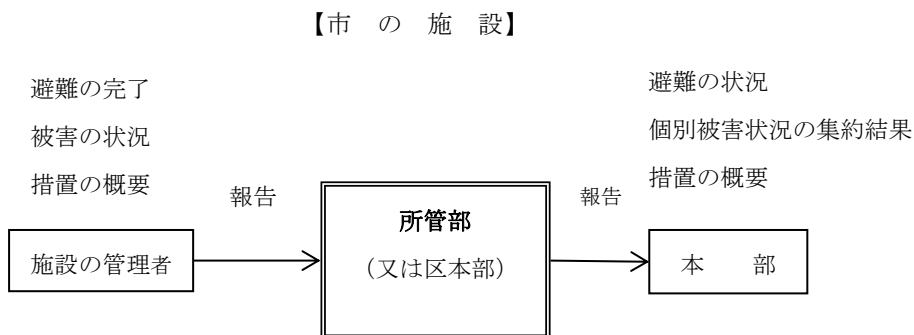 【市　の　施　設】
避難の完了
被害の状況
措置の概要
報告
施設の管理者
所管部
（又は区本部）
避難の状況
個別被害状況の集約結果
措置の概要
報告
本　　部